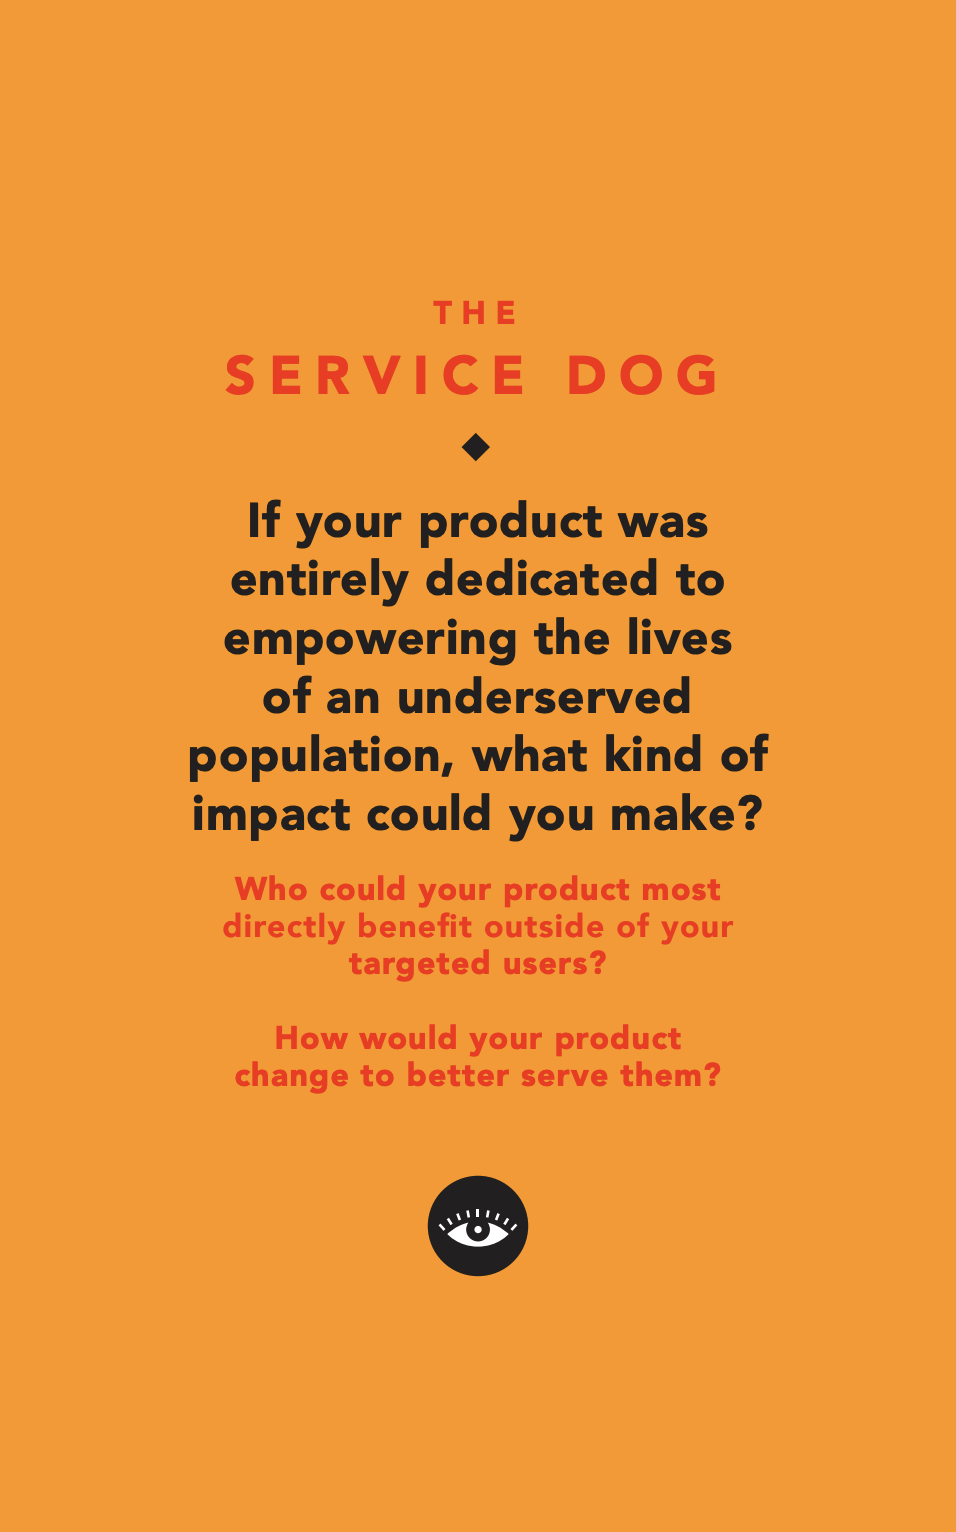 THE
SERVICE DOG
If your product was
entirely dedicated to
empowering the lives
of an underserved
population, what kind of
impact could you make?
Who could your product most
directly benefit outside of your
targeted users?
How would your product
change to better serve them?